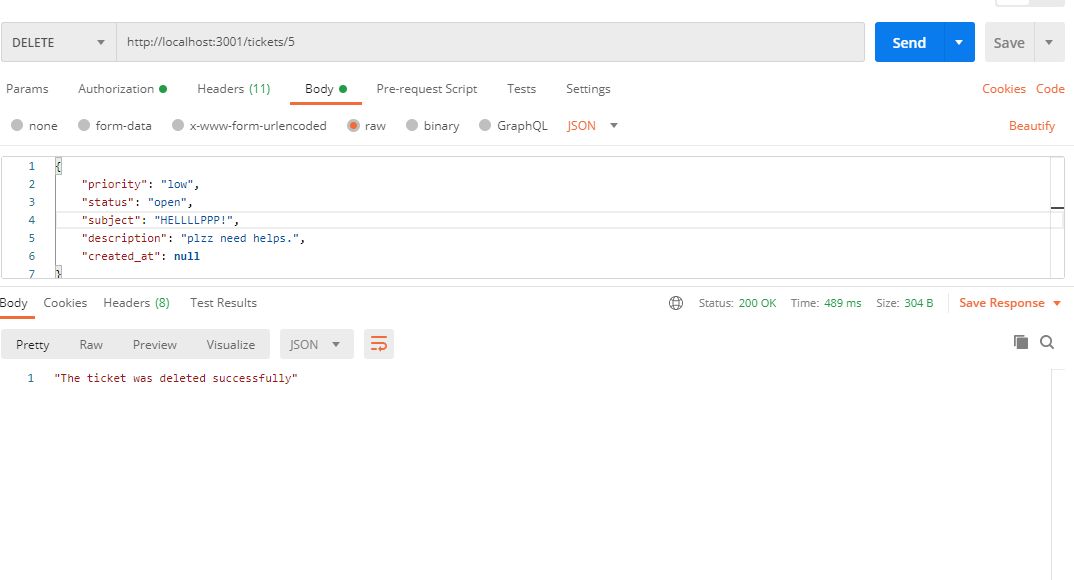 DELETE http://localhost:3001/tickets/5 Send Save
Params Authorization Headers (11) Body Pre-request Script Tests Settings Cookies Code
none form-data x-www-form-urlencoded raw binary GraphQL JSON Beautify
1 {
2 "priority": "low",
3 "status": "open",
4 "subject": "HELLLLPPP!",
5 "description": "plzz need helps.",
6 "created_at": null
7 }
Body Cookies Headers (8) Test Results Status: 200 OK Time: 489 ms Size: 304 B Save Response
Pretty Raw Preview Visualize JSON
1 "The ticket was deleted successfully"